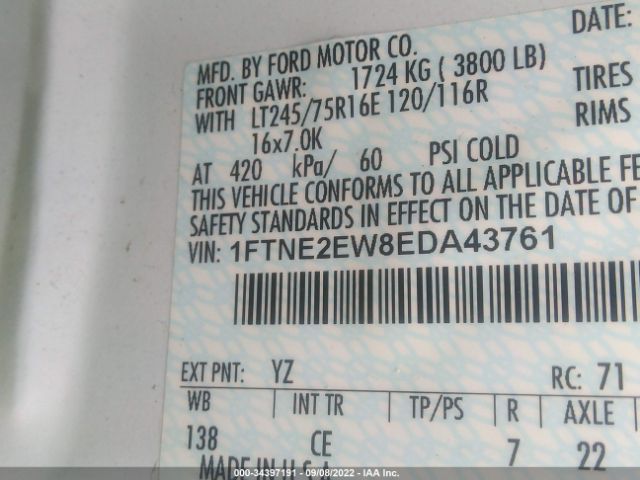 DATE:
MFD. BY FORD MOTOR CO.
FRONT GAWR: 1724 KG ( 3800 LB)
WITH LT245/75R16E 120/116R TIRES
16x7.0K RIMS
AT 420 kPa/ 60 PSI COLD
THIS VEHICLE CONFORMS TO ALL APPLICABLE FE
SAFETY STANDARDS IN EFFECT ON THE DATE OF
VIN: 1FTNE2EW8EDA43761
EXT PNT: YZ RC: 71
WB INT TR TP/PS R AXLE
138 CE 7 22
MADE IN U.S.A.
000 - 34397191 - 09/08/2022 - IAA Inc.